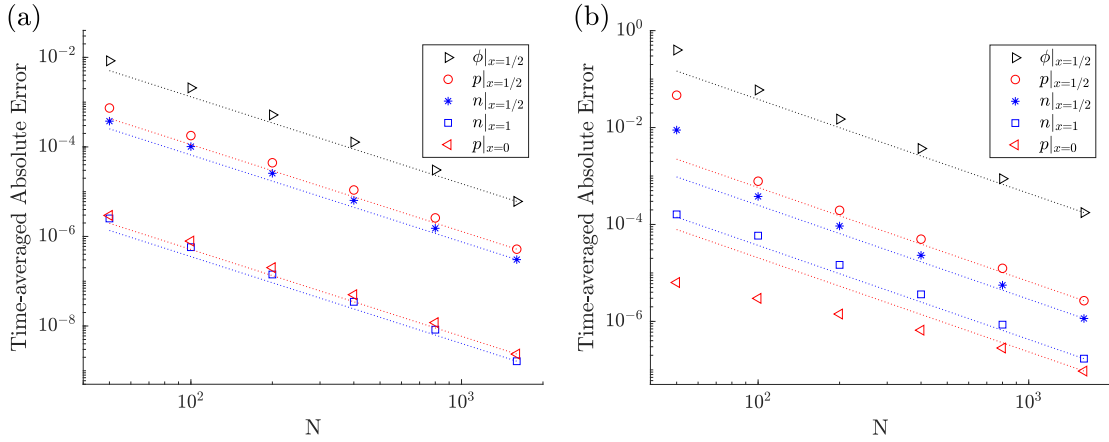 (a)
Time-averaged Absolute Error
10^{-2}
10^{-4}
10^{-6}
10^{-8}
10^2
10^3
N
ϕ|_{x=1/2}
p|_{x=1/2}
n|_{x=1/2}
n|_{x=1}
p|_{x=0}
(b)
Time-averaged Absolute Error
10^0
10^{-2}
10^{-4}
10^{-6}
10^2
10^3
N
ϕ|_{x=1/2}
p|_{x=1/2}
n|_{x=1/2}
n|_{x=1}
p|_{x=0}